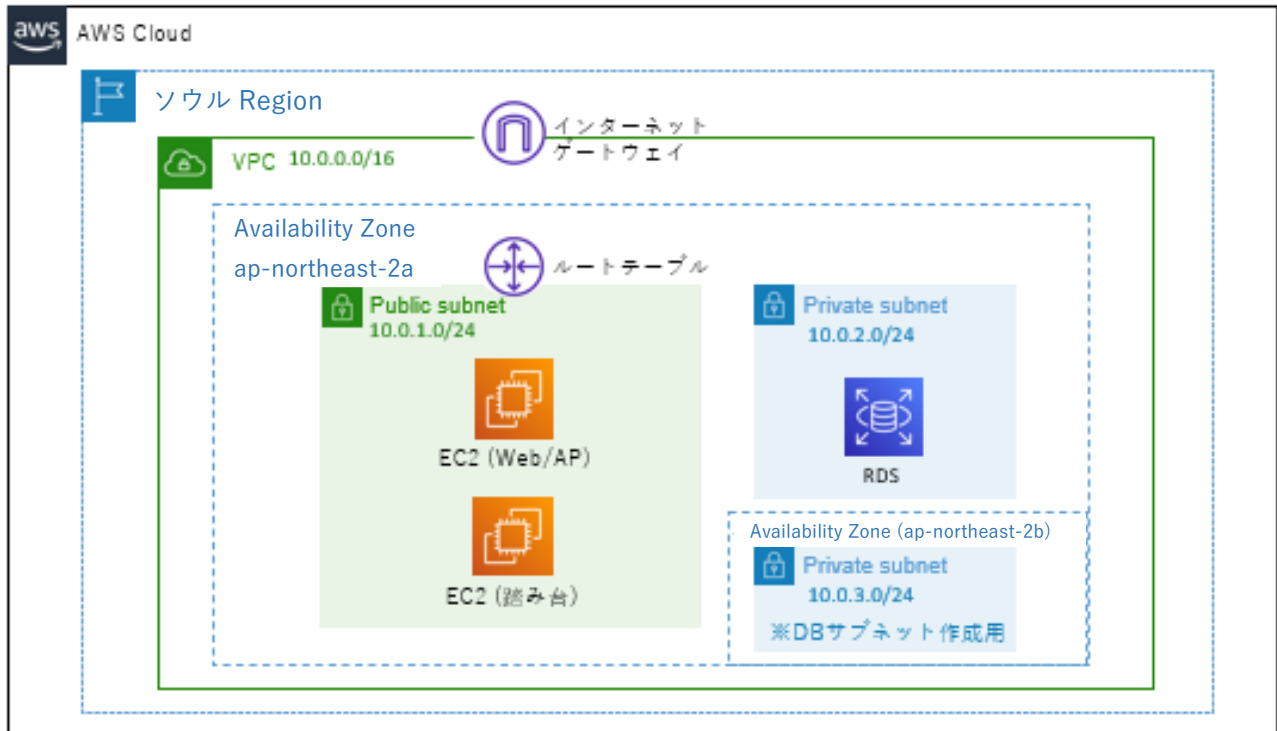 aws AWS Cloud
ソウル Region
インターネット
ゲートウェイ
VPC 10.0.0.0/16
Availability Zone
ap-northeast-2a
ルートテーブル
Public subnet
10.0.1.0/24
Private subnet
10.0.2.0/24
EC2 (Web/AP)
RDS
EC2 (踏み台)
Availability Zone (ap-northeast-2b)
Private subnet
10.0.3.0/24
※DBサブネット作成用